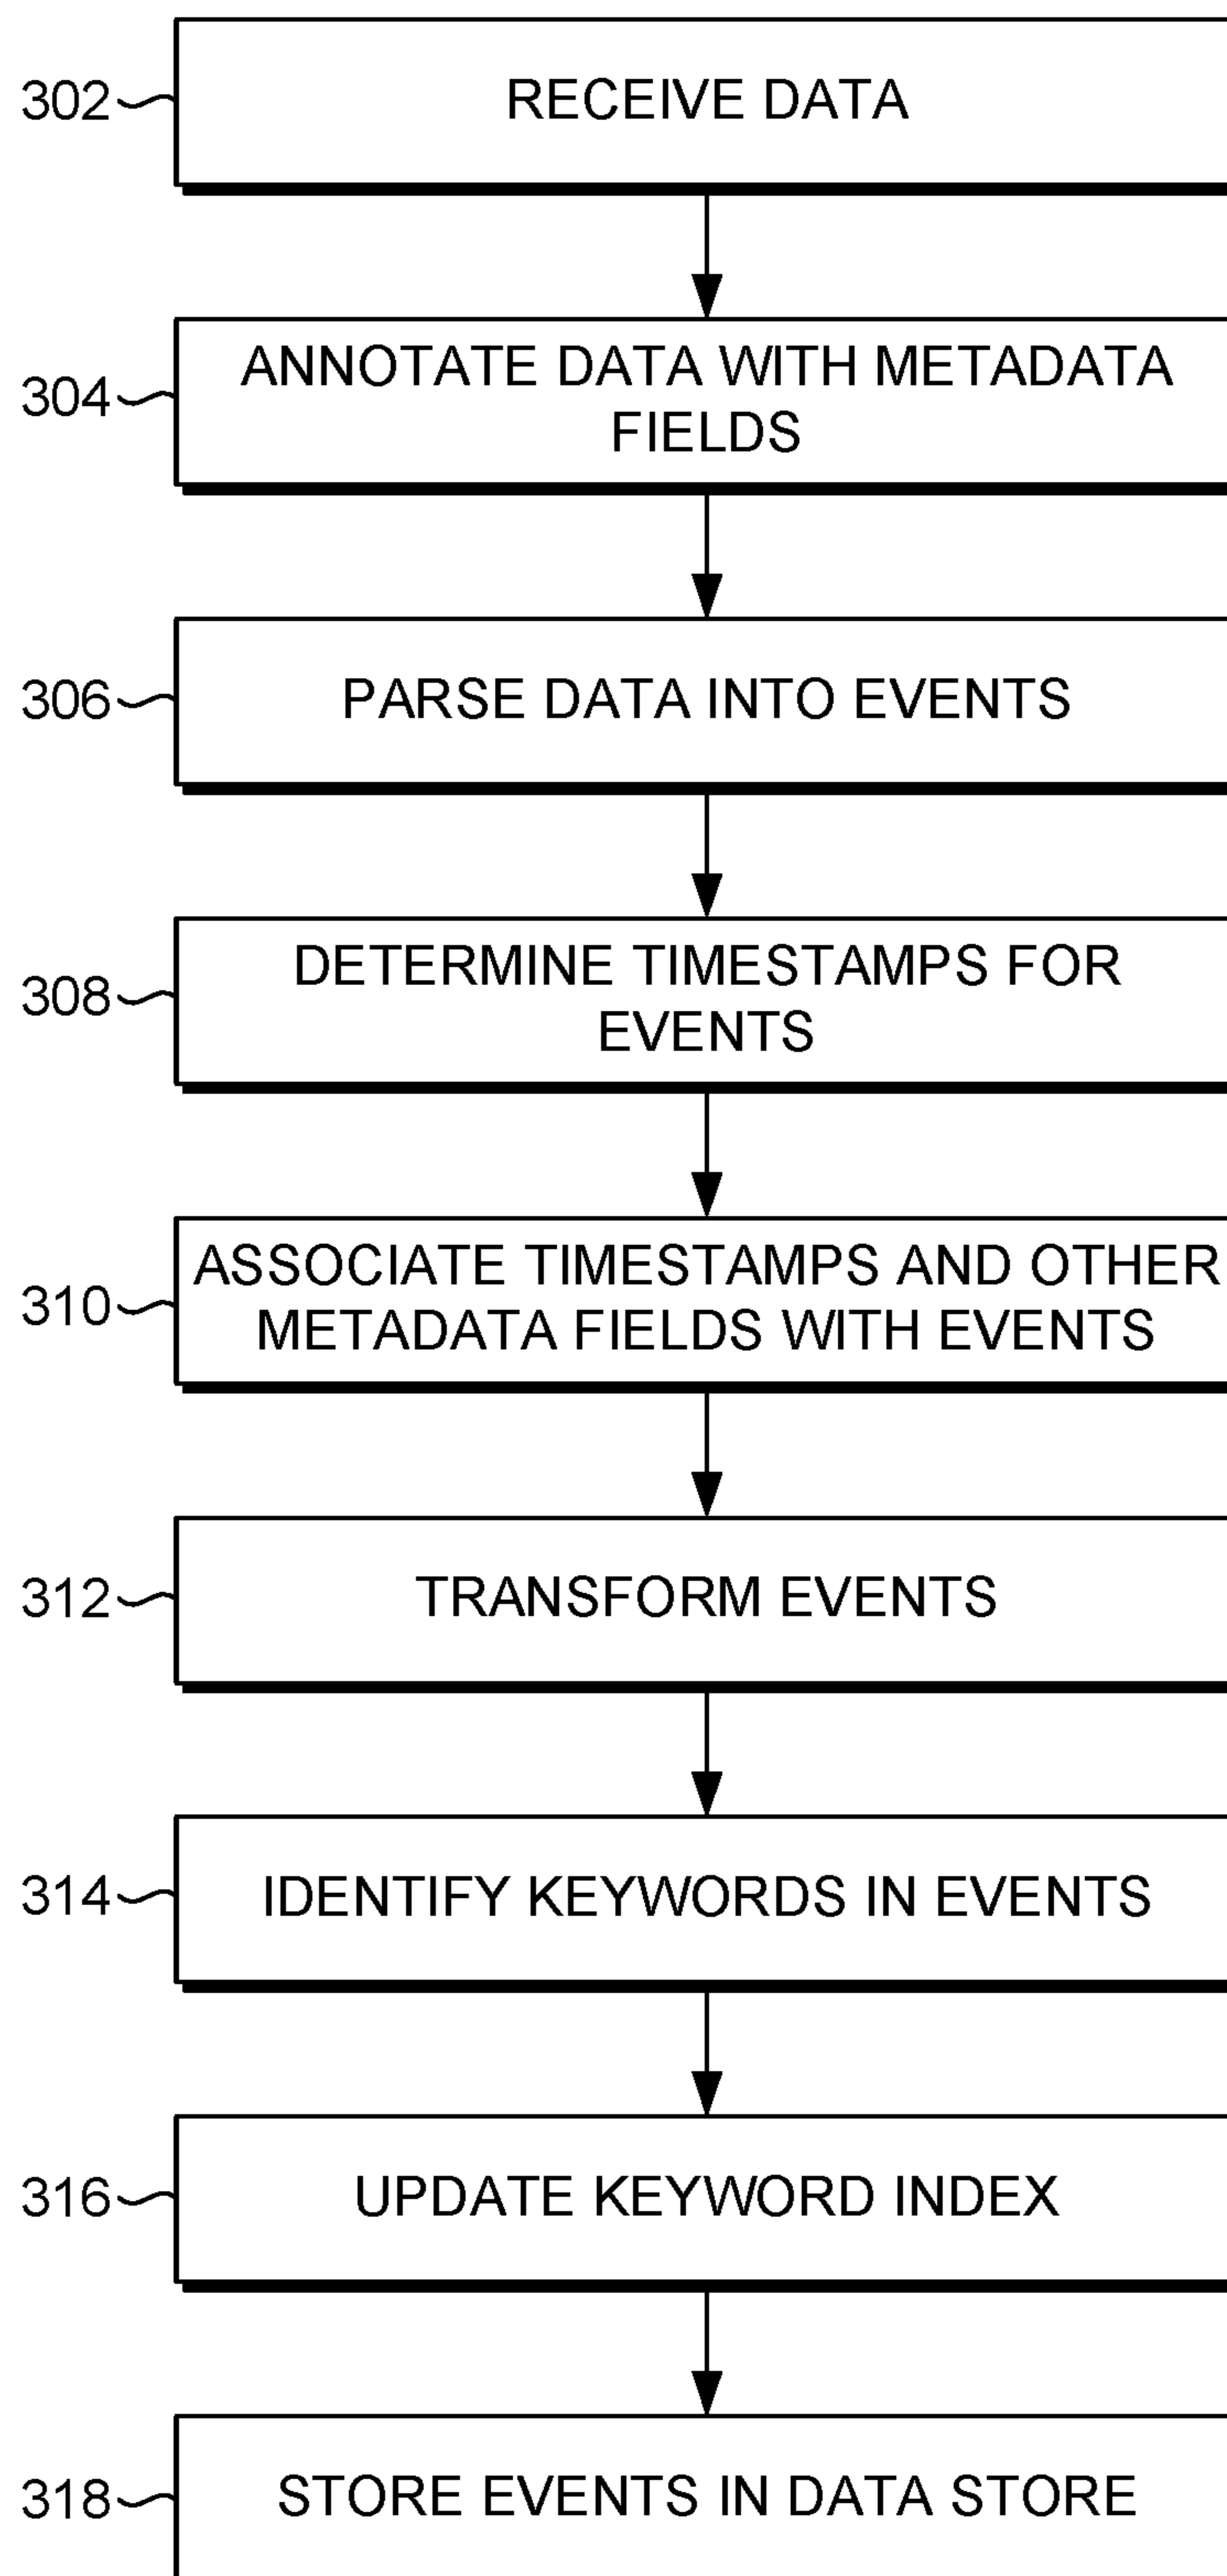 302
RECEIVE DATA
304
ANNOTATE DATA WITH METADATA
FIELDS
306
PARSE DATA INTO EVENTS
308
DETERMINE TIMESTAMPS FOR
EVENTS
310
ASSOCIATE TIMESTAMPS AND OTHER
METADATA FIELDS WITH EVENTS
312
TRANSFORM EVENTS
314
IDENTIFY KEYWORDS IN EVENTS
316
UPDATE KEYWORD INDEX
318
STORE EVENTS IN DATA STORE